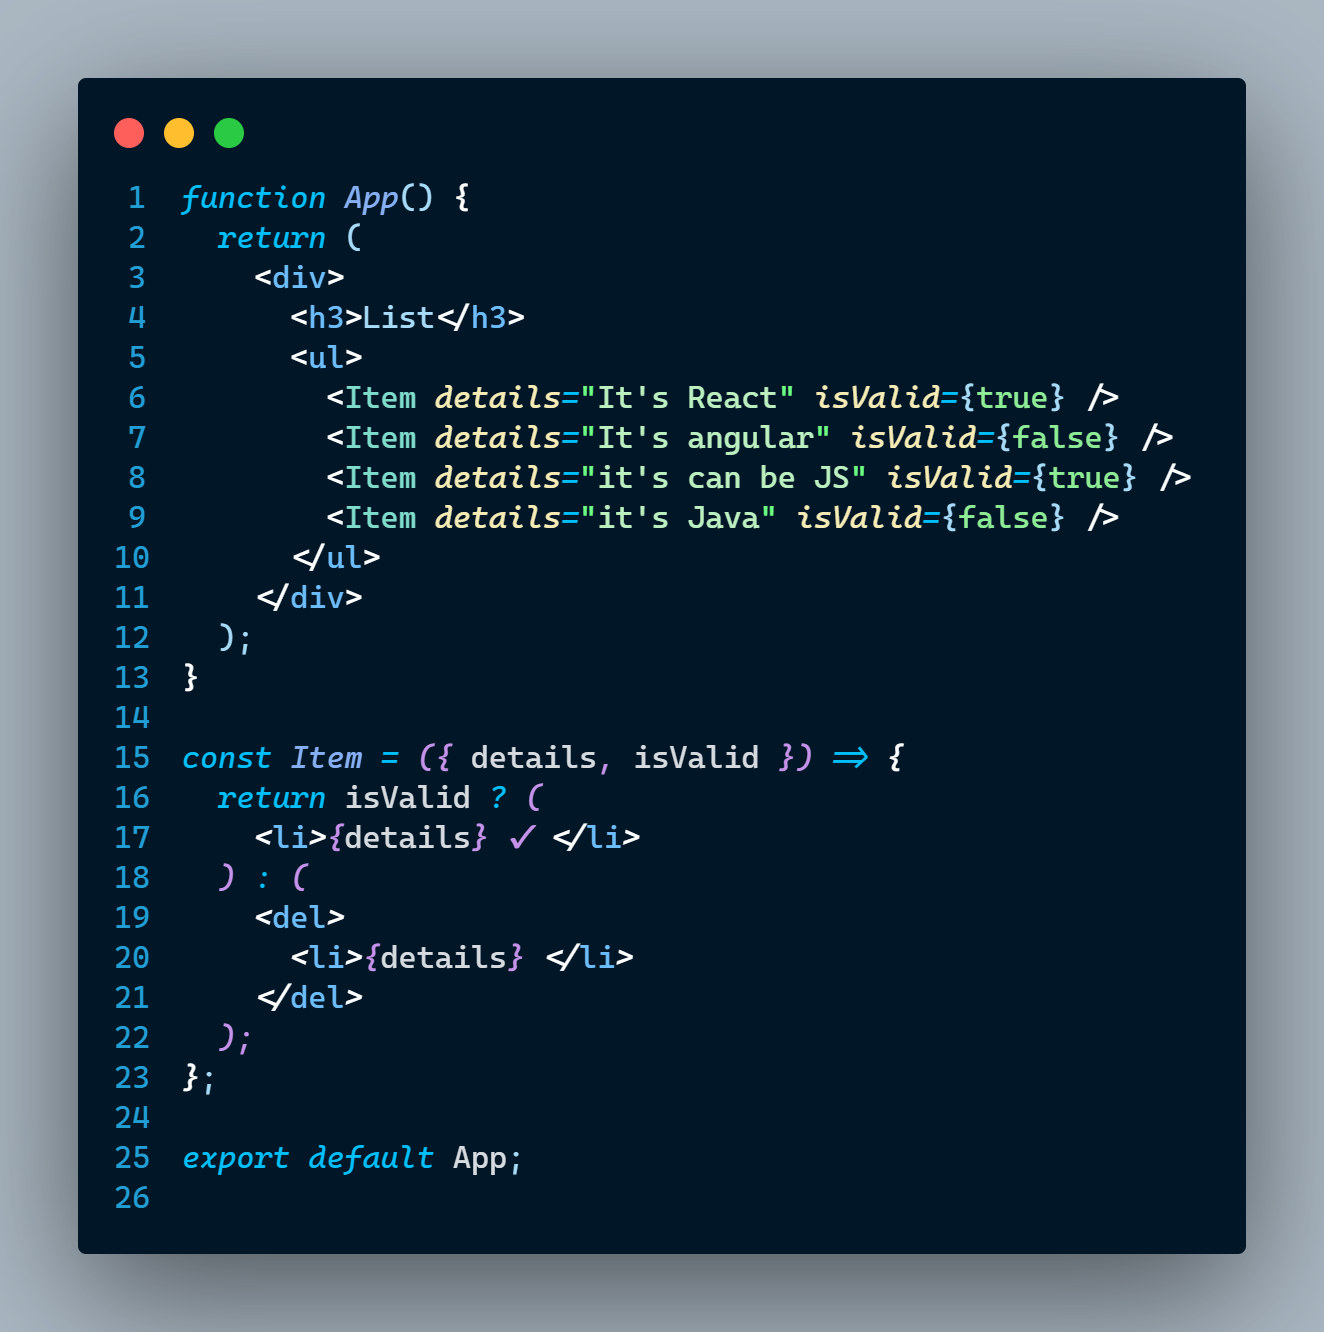 1 function App() {
2   return (
3     <div>
4       <h3>List</h3>
5       <ul>
6         <Item details="It's React" isValid={true} />
7         <Item details="It's angular" isValid={false} />
8         <Item details="it's can be JS" isValid={true} />
9         <Item details="it's Java" isValid={false} />
10       </ul>
11     </div>
12   );
13 }
14
15 const Item = ({ details, isValid }) => {
16   return isValid ? (
17     <li>{details} ✓ </li>
18   ) : (
19     <del>
20       <li>{details} </li>
21     </del>
22   );
23 };
24
25 export default App;
26